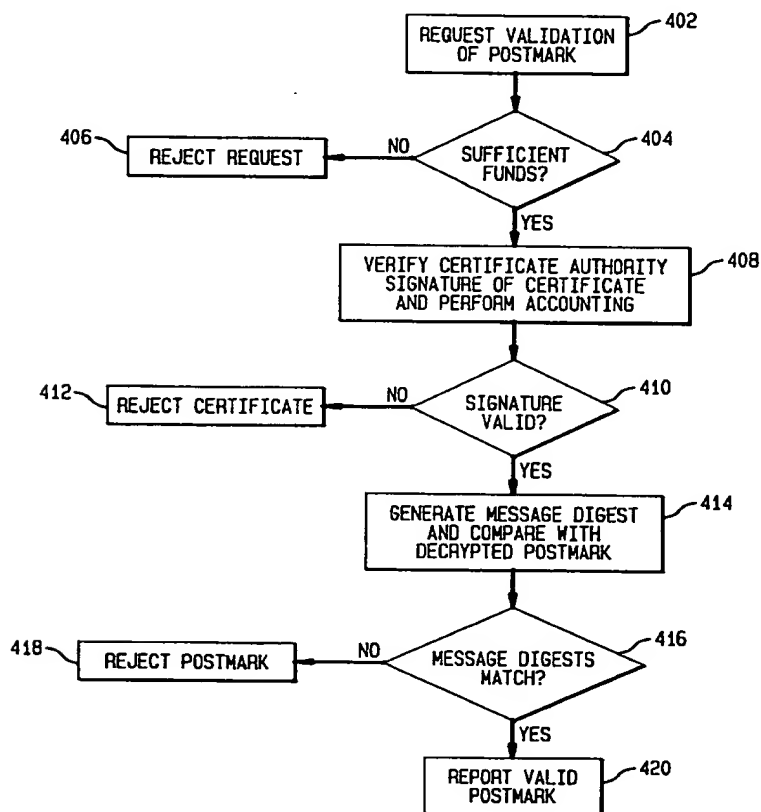 REQUEST VALIDATION
OF POSTMARK
402
SUFFICIENT
FUNDS?
404
NO
406
REJECT REQUEST
YES
VERIFY CERTIFICATE AUTHORITY
SIGNATURE OF CERTIFICATE
AND PERFORM ACCOUNTING
408
SIGNATURE
VALID?
410
NO
412
REJECT CERTIFICATE
YES
GENERATE MESSAGE DIGEST
AND COMPARE WITH
DECRYPTED POSTMARK
414
MESSAGE DIGESTS
MATCH?
416
NO
418
REJECT POSTMARK
YES
REPORT VALID
POSTMARK
420